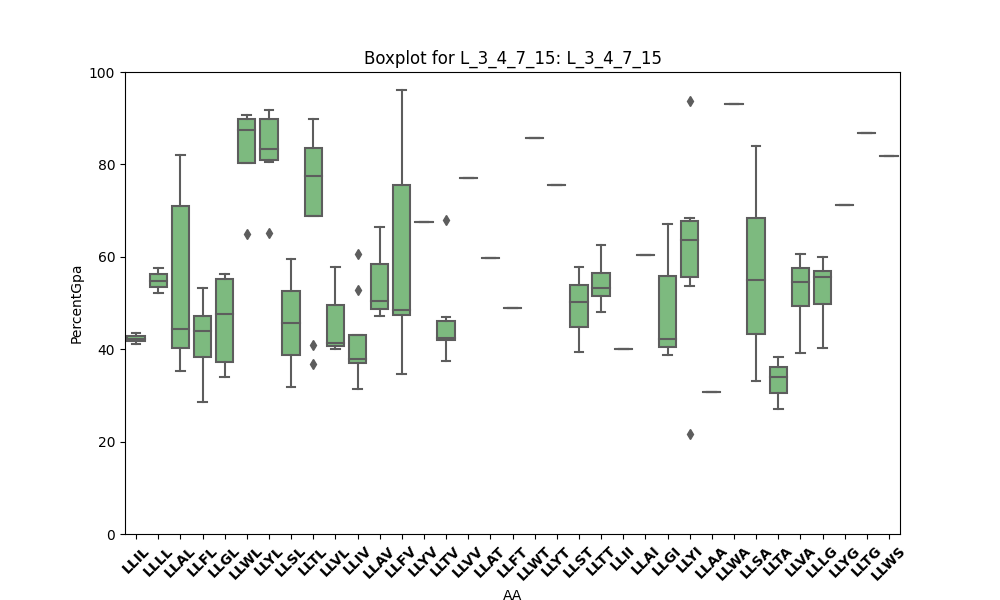 Boxplot for L_3_4_7_15: L_3_4_7_15
PercentGpa
100
80
60
40
20
0
LLIL LLLL LLAL LLFL LLGL LLWL LLYL LLSL LLTL LLVL LLIV LLAV LLFV LLYV LLTV LLVV LLAT LLFT LLWT LLYT LLST LLTT LLII LLAI LLGI LLYI LLAA LLWA LLSA LLTA LLVA LLLG LLYG LLTG LLWS
AA